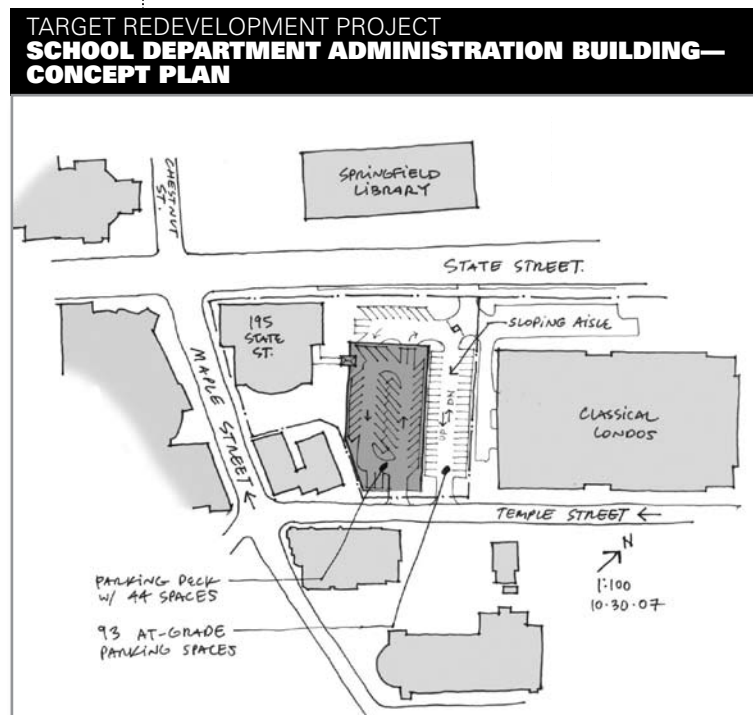 TARGET REDEVELOPMENT PROJECT
SCHOOL DEPARTMENT ADMINISTRATION BUILDING—
CONCEPT PLAN
CHESTNUT
ST.
SPRINGFIELD
LIBRARY
STATE STREET.
195
STATE
ST.
SLOPING AISLE
MAPLE STREET ←
DN
UP
CLASSICAL
CONDOS
TEMPLE STREET ←
PARKING DECK
W/ 44 SPACES
93 AT-GRADE
PARKING SPACES
N
1:100
10-30-07